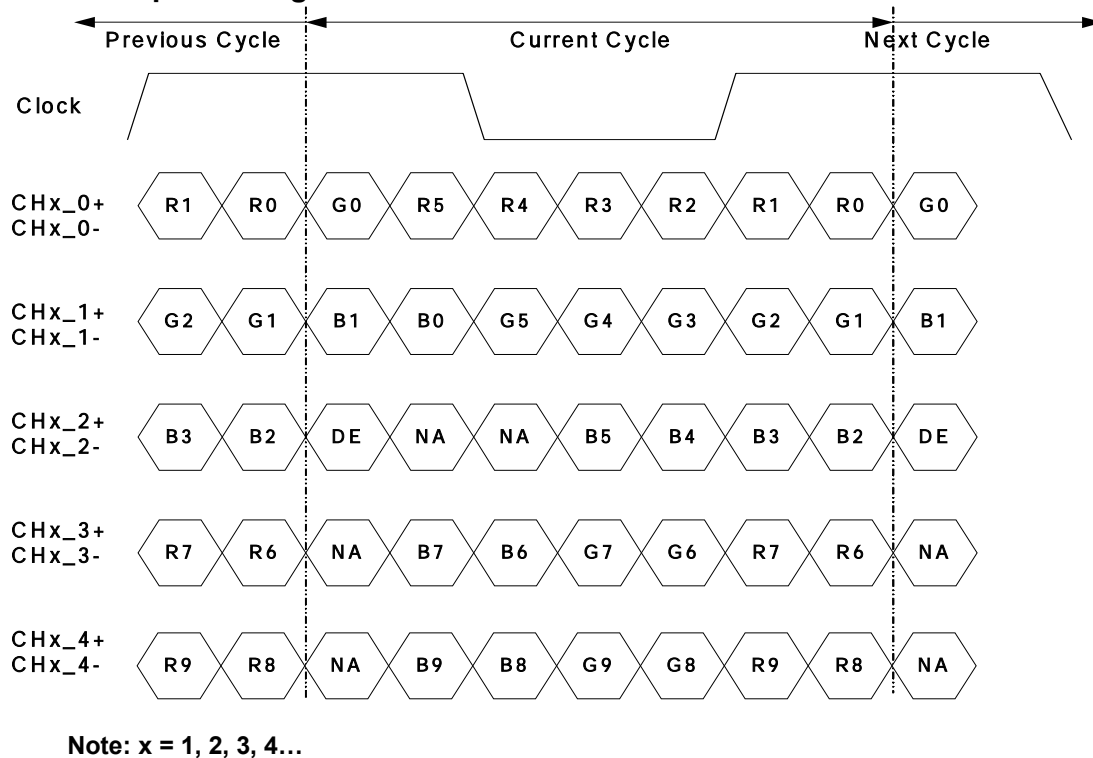 Previous Cycle Current Cycle Next Cycle
Clock
CHx_0+
CHx_0-
R1 R0 G0 R5 R4 R3 R2 R1 R0 G0
CHx_1+
CHx_1-
G2 G1 B1 B0 G5 G4 G3 G2 G1 B1
CHx_2+
CHx_2-
B3 B2 DE NA NA B5 B4 B3 B2 DE
CHx_3+
CHx_3-
R7 R6 NA B7 B6 G7 G6 R7 R6 NA
CHx_4+
CHx_4-
R9 R8 NA B9 B8 G9 G8 R9 R8 NA
Note: x = 1, 2, 3, 4...